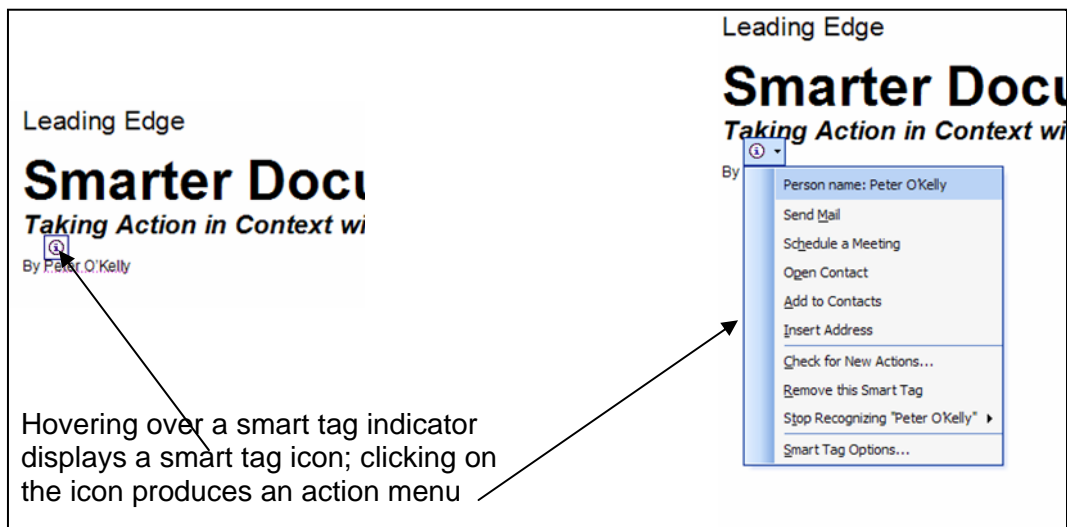 Leading Edge
Smarter Docu
Taking Action in Context wi
By Peter O'Kelly
Hovering over a smart tag indicator
displays a smart tag icon; clicking on
the icon produces an action menu
Leading Edge
Smarter Docu
Taking Action in Context wi
By
Person name: Peter O'Kelly
Send Mail
Schedule a Meeting
Open Contact
Add to Contacts
Insert Address
Check for New Actions...
Remove this Smart Tag
Stop Recognizing "Peter O'Kelly"
Smart Tag Options...